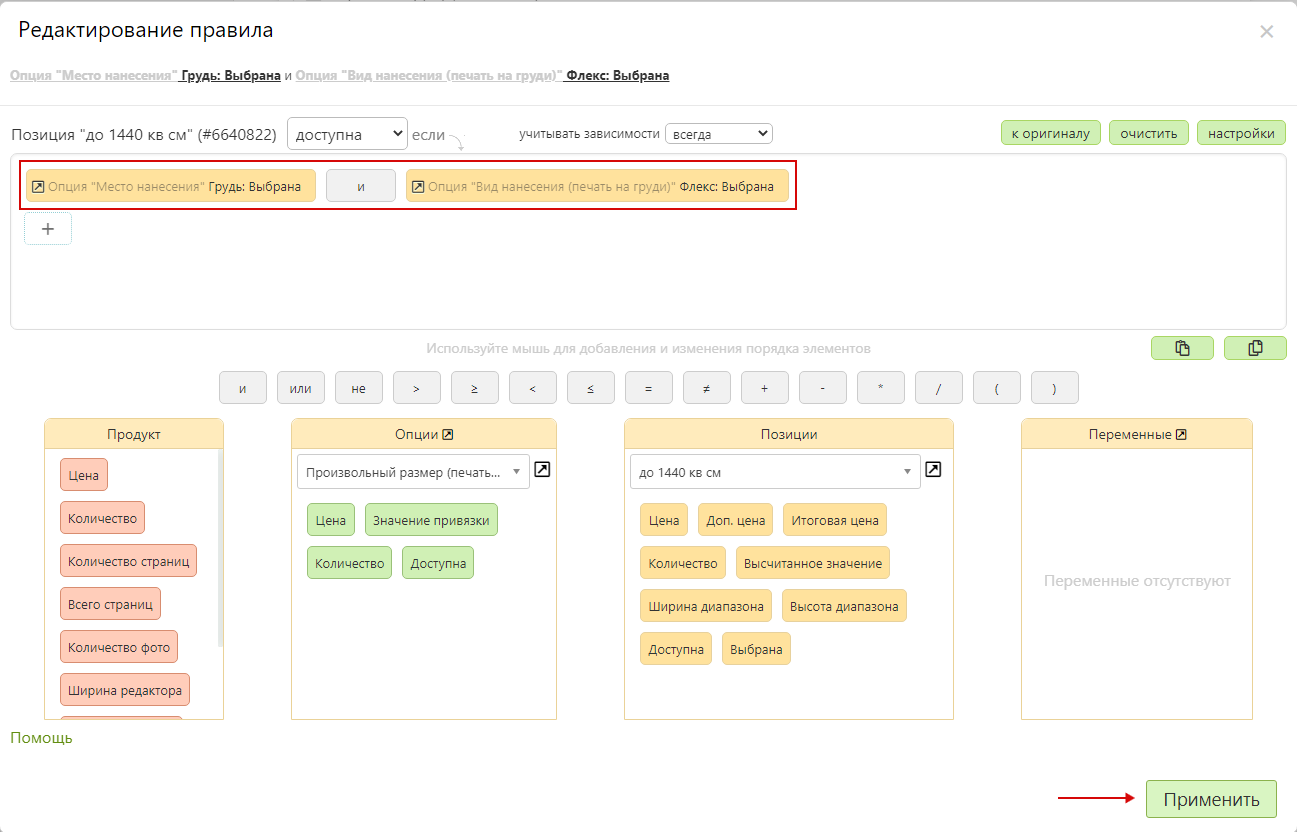 Редактирование правила
Опция "Место нанесения" Грудь: Выбрана и Опция "Вид нанесения (печать на груди)" Флекс: Выбрана
Позиция "до 1440 кв см" (#6640822) доступна если учитывать зависимости всегда к оригиналу очистить настройки
Опция "Место нанесения" Грудь: Выбрана и Опция "Вид нанесения (печать на груди)" Флекс: Выбрана
+
Используйте мышь для добавления и изменения порядка элементов
и или не > ≥ < ≤ = ≠ + - * / ( )
Продукт
Цена
Количество
Количество страниц
Всего страниц
Количество фото
Ширина редактора
Опции
Произвольный размер (печать...
Цена Значение привязки
Количество Доступна
Позиции
до 1440 кв см
Цена Доп. цена Итоговая цена
Количество Высчитанное значение
Ширина диапазона Высота диапазона
Доступна Выбрана
Переменные
Переменные отсутствуют
Помощь
Применить